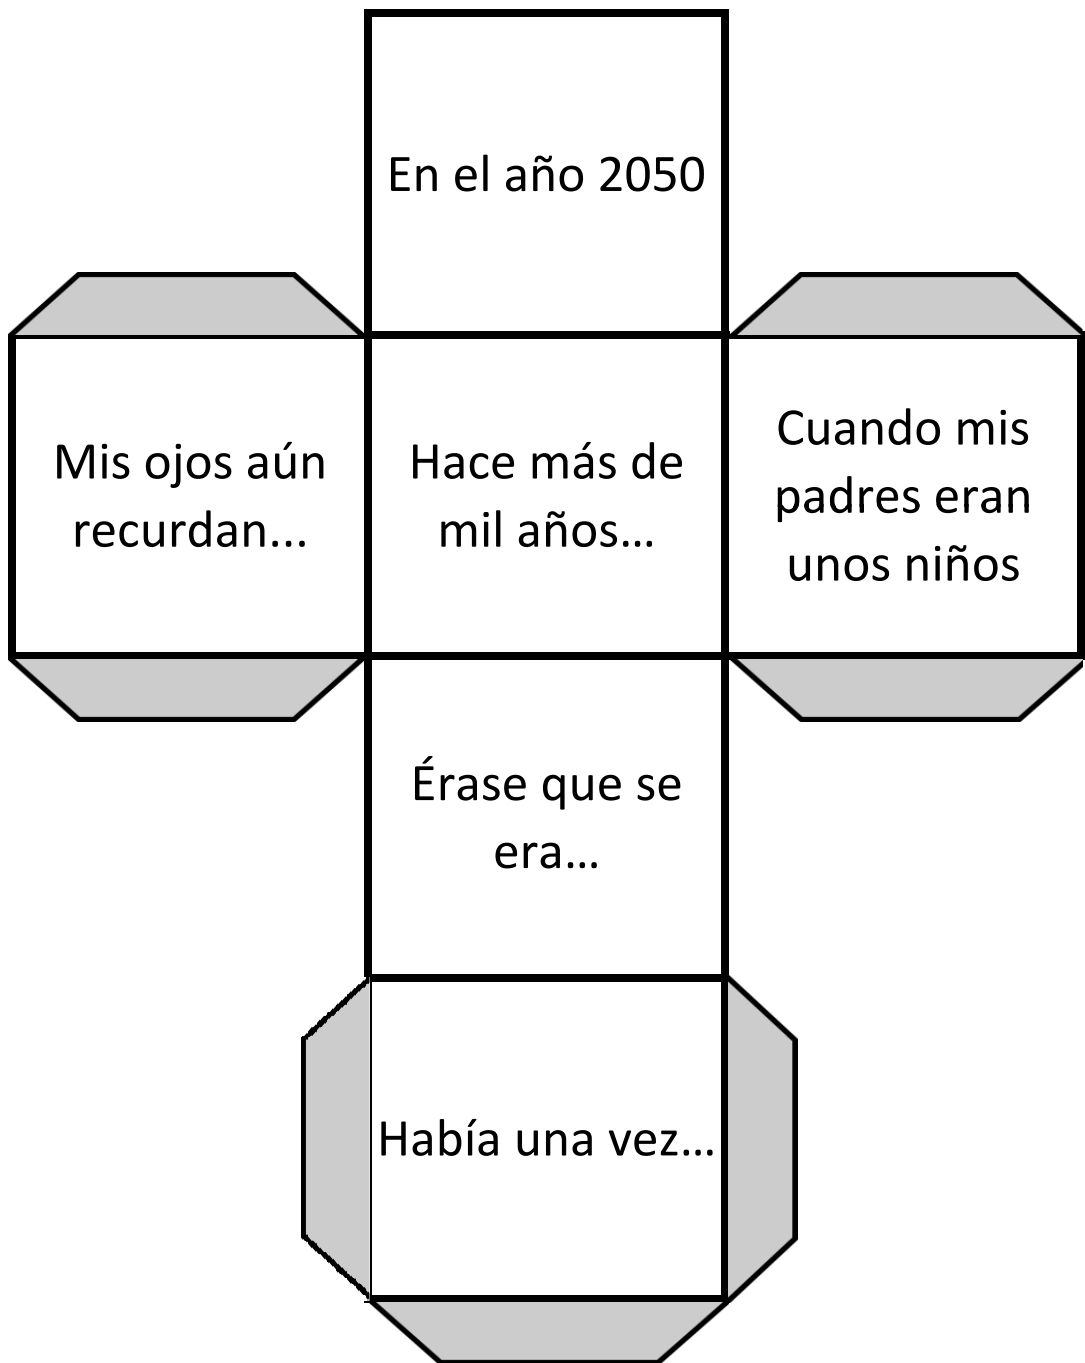 En el año 2050
Mis ojos aún
recurdan...
Hace más de
mil años...
Cuando mis
padres eran
unos niños
Érase que se
era...
Había una vez...